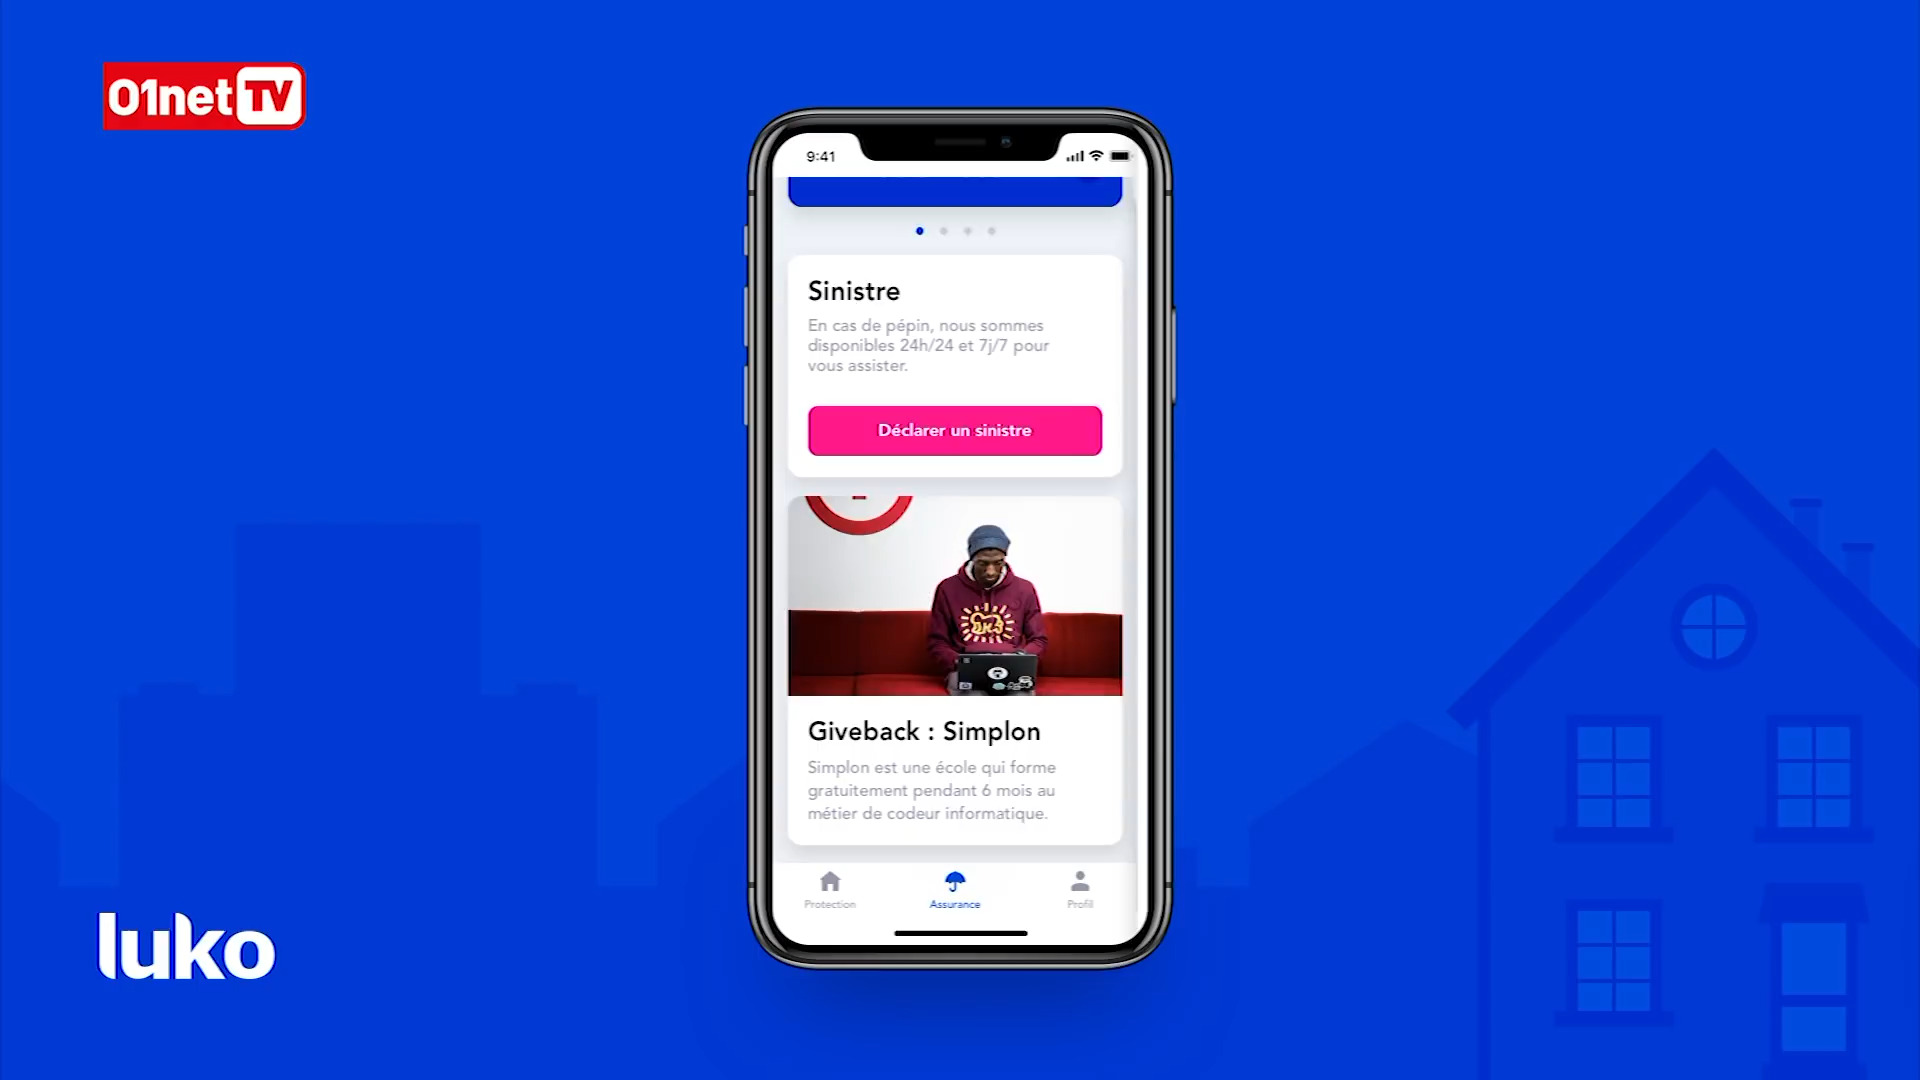 01netTV
9:41
Sinistre
En cas de pépin, nous sommes
disponibles 24h/24 et 7j/7 pour
vous assister.
Déclarer un sinistre
Giveback : Simplon
Simplon est une école qui forme
gratuitement pendant 6 mois au
métier de codeur informatique.
Protection
Assurance
Profil
luko